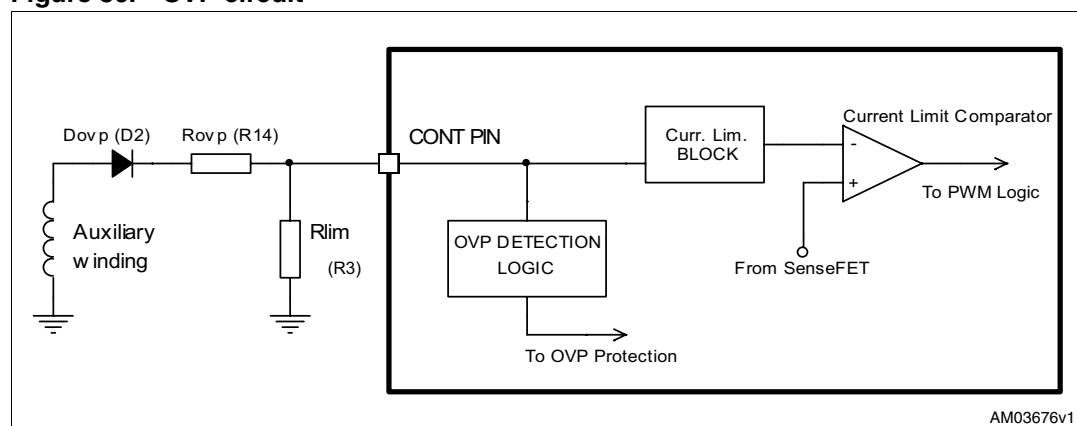 Figure 35. OVP circuit
Dovp (D2)
Rovp (R14)
CONT PIN
Curr. Lim.
BLOCK
Current Limit Comparator
-
+
To PWM Logic
Auxiliary
winding
Rlim
(R3)
OVP DETECTION
LOGIC
From SenseFET
To OVP Protection
AM03676v1